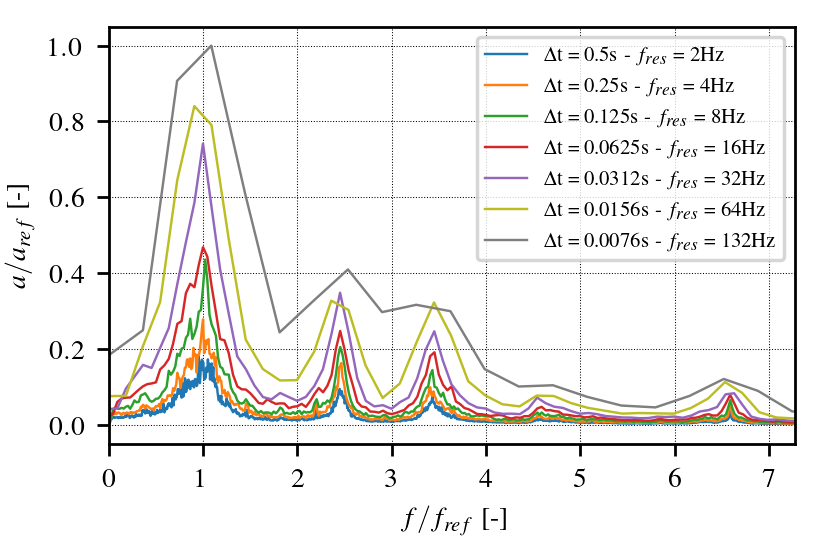 1.0
0.8
0.6
0.4
0.2
0.0
a/a_ref [-]
0 1 2 3 4 5 6 7
f/f_ref [-]
Δt = 0.5s - f_res = 2Hz
Δt = 0.25s - f_res = 4Hz
Δt = 0.125s - f_res = 8Hz
Δt = 0.0625s - f_res = 16Hz
Δt = 0.0312s - f_res = 32Hz
Δt = 0.0156s - f_res = 64Hz
Δt = 0.0076s - f_res = 132Hz